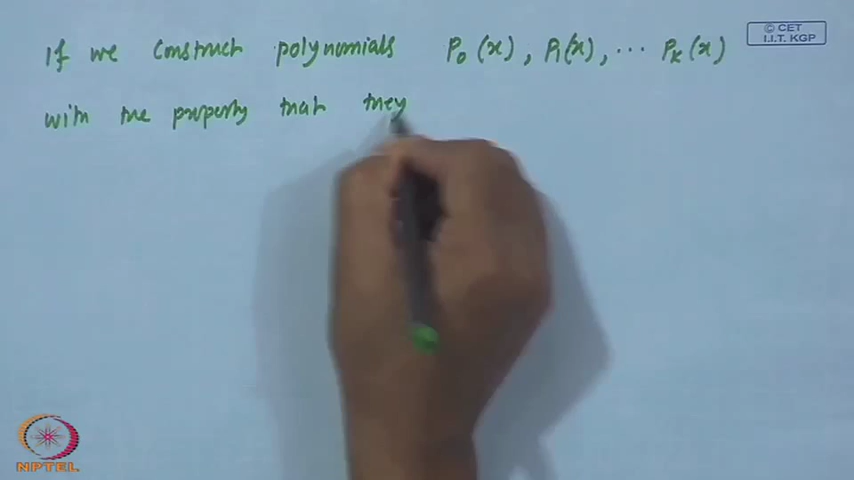 If we construct polynomials P₀(x), P₁(x), ... Pₖ(x)
with the property that they
© CET
I.I.T. KGP
NPTEL